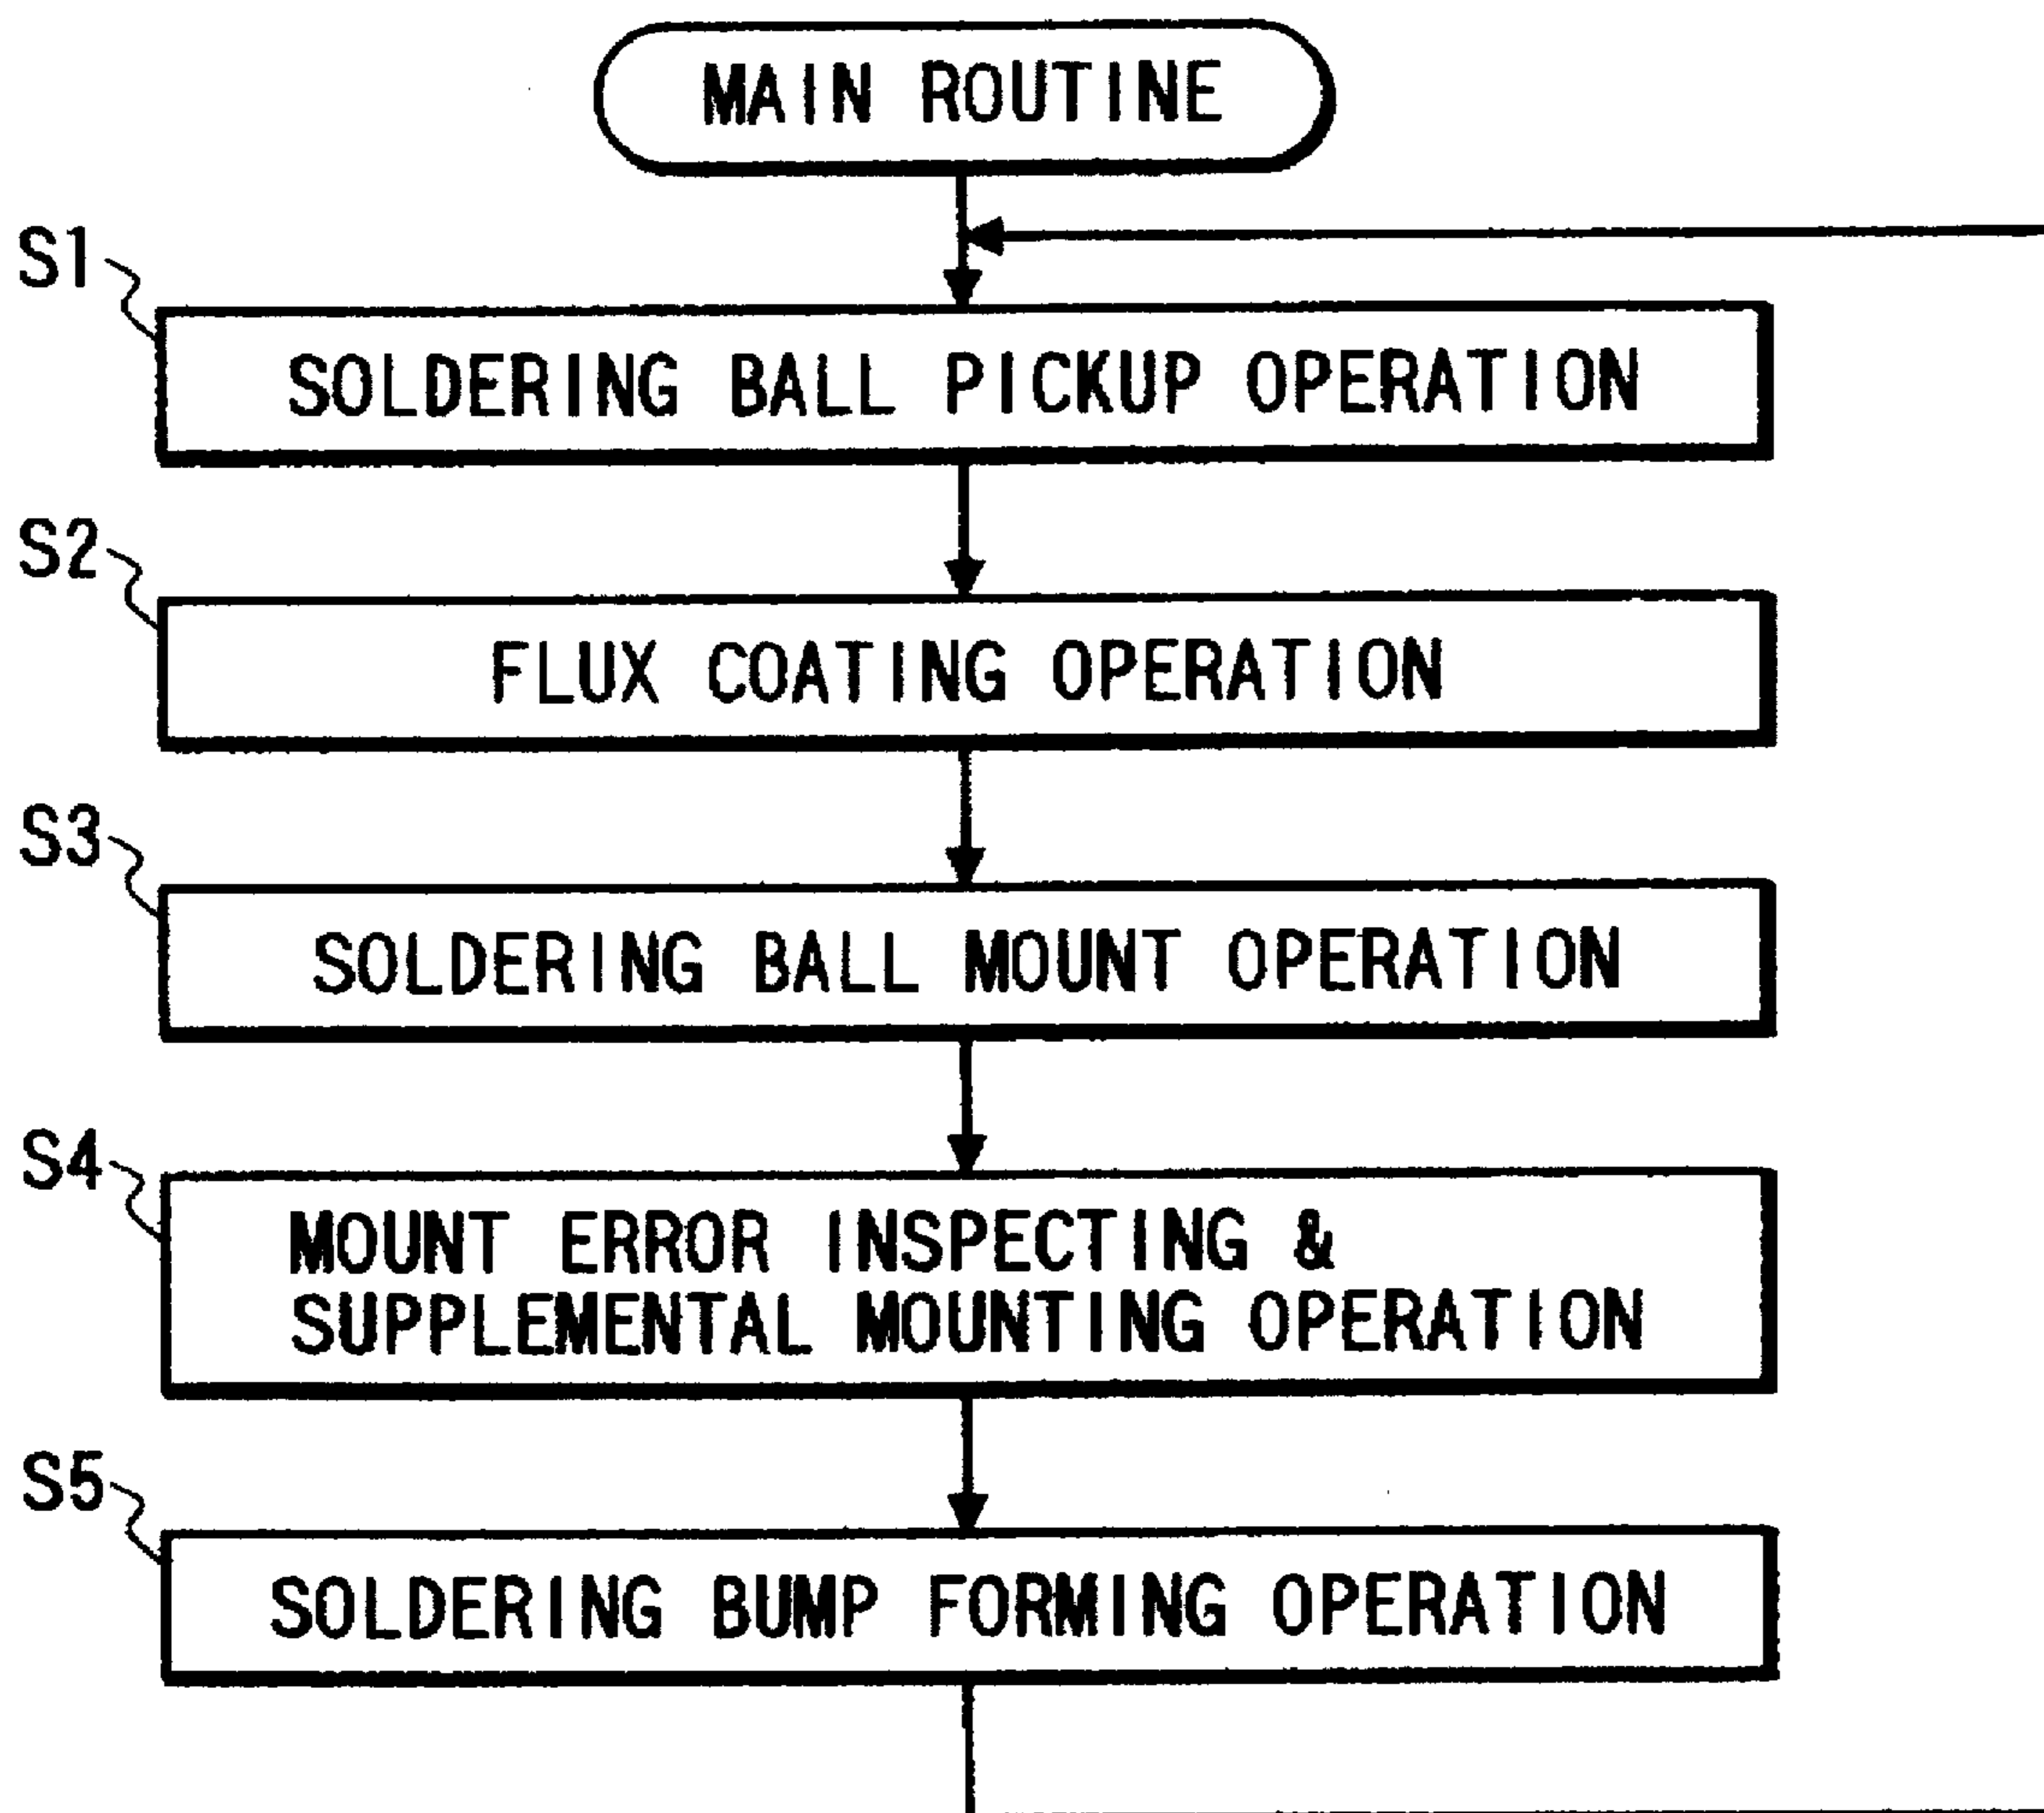 MAIN ROUTINE
S1
SOLDERING BALL PICKUP OPERATION
S2
FLUX COATING OPERATION
S3
SOLDERING BALL MOUNT OPERATION
S4
MOUNT ERROR INSPECTING &
SUPPLEMENTAL MOUNTING OPERATION
S5
SOLDERING BUMP FORMING OPERATION